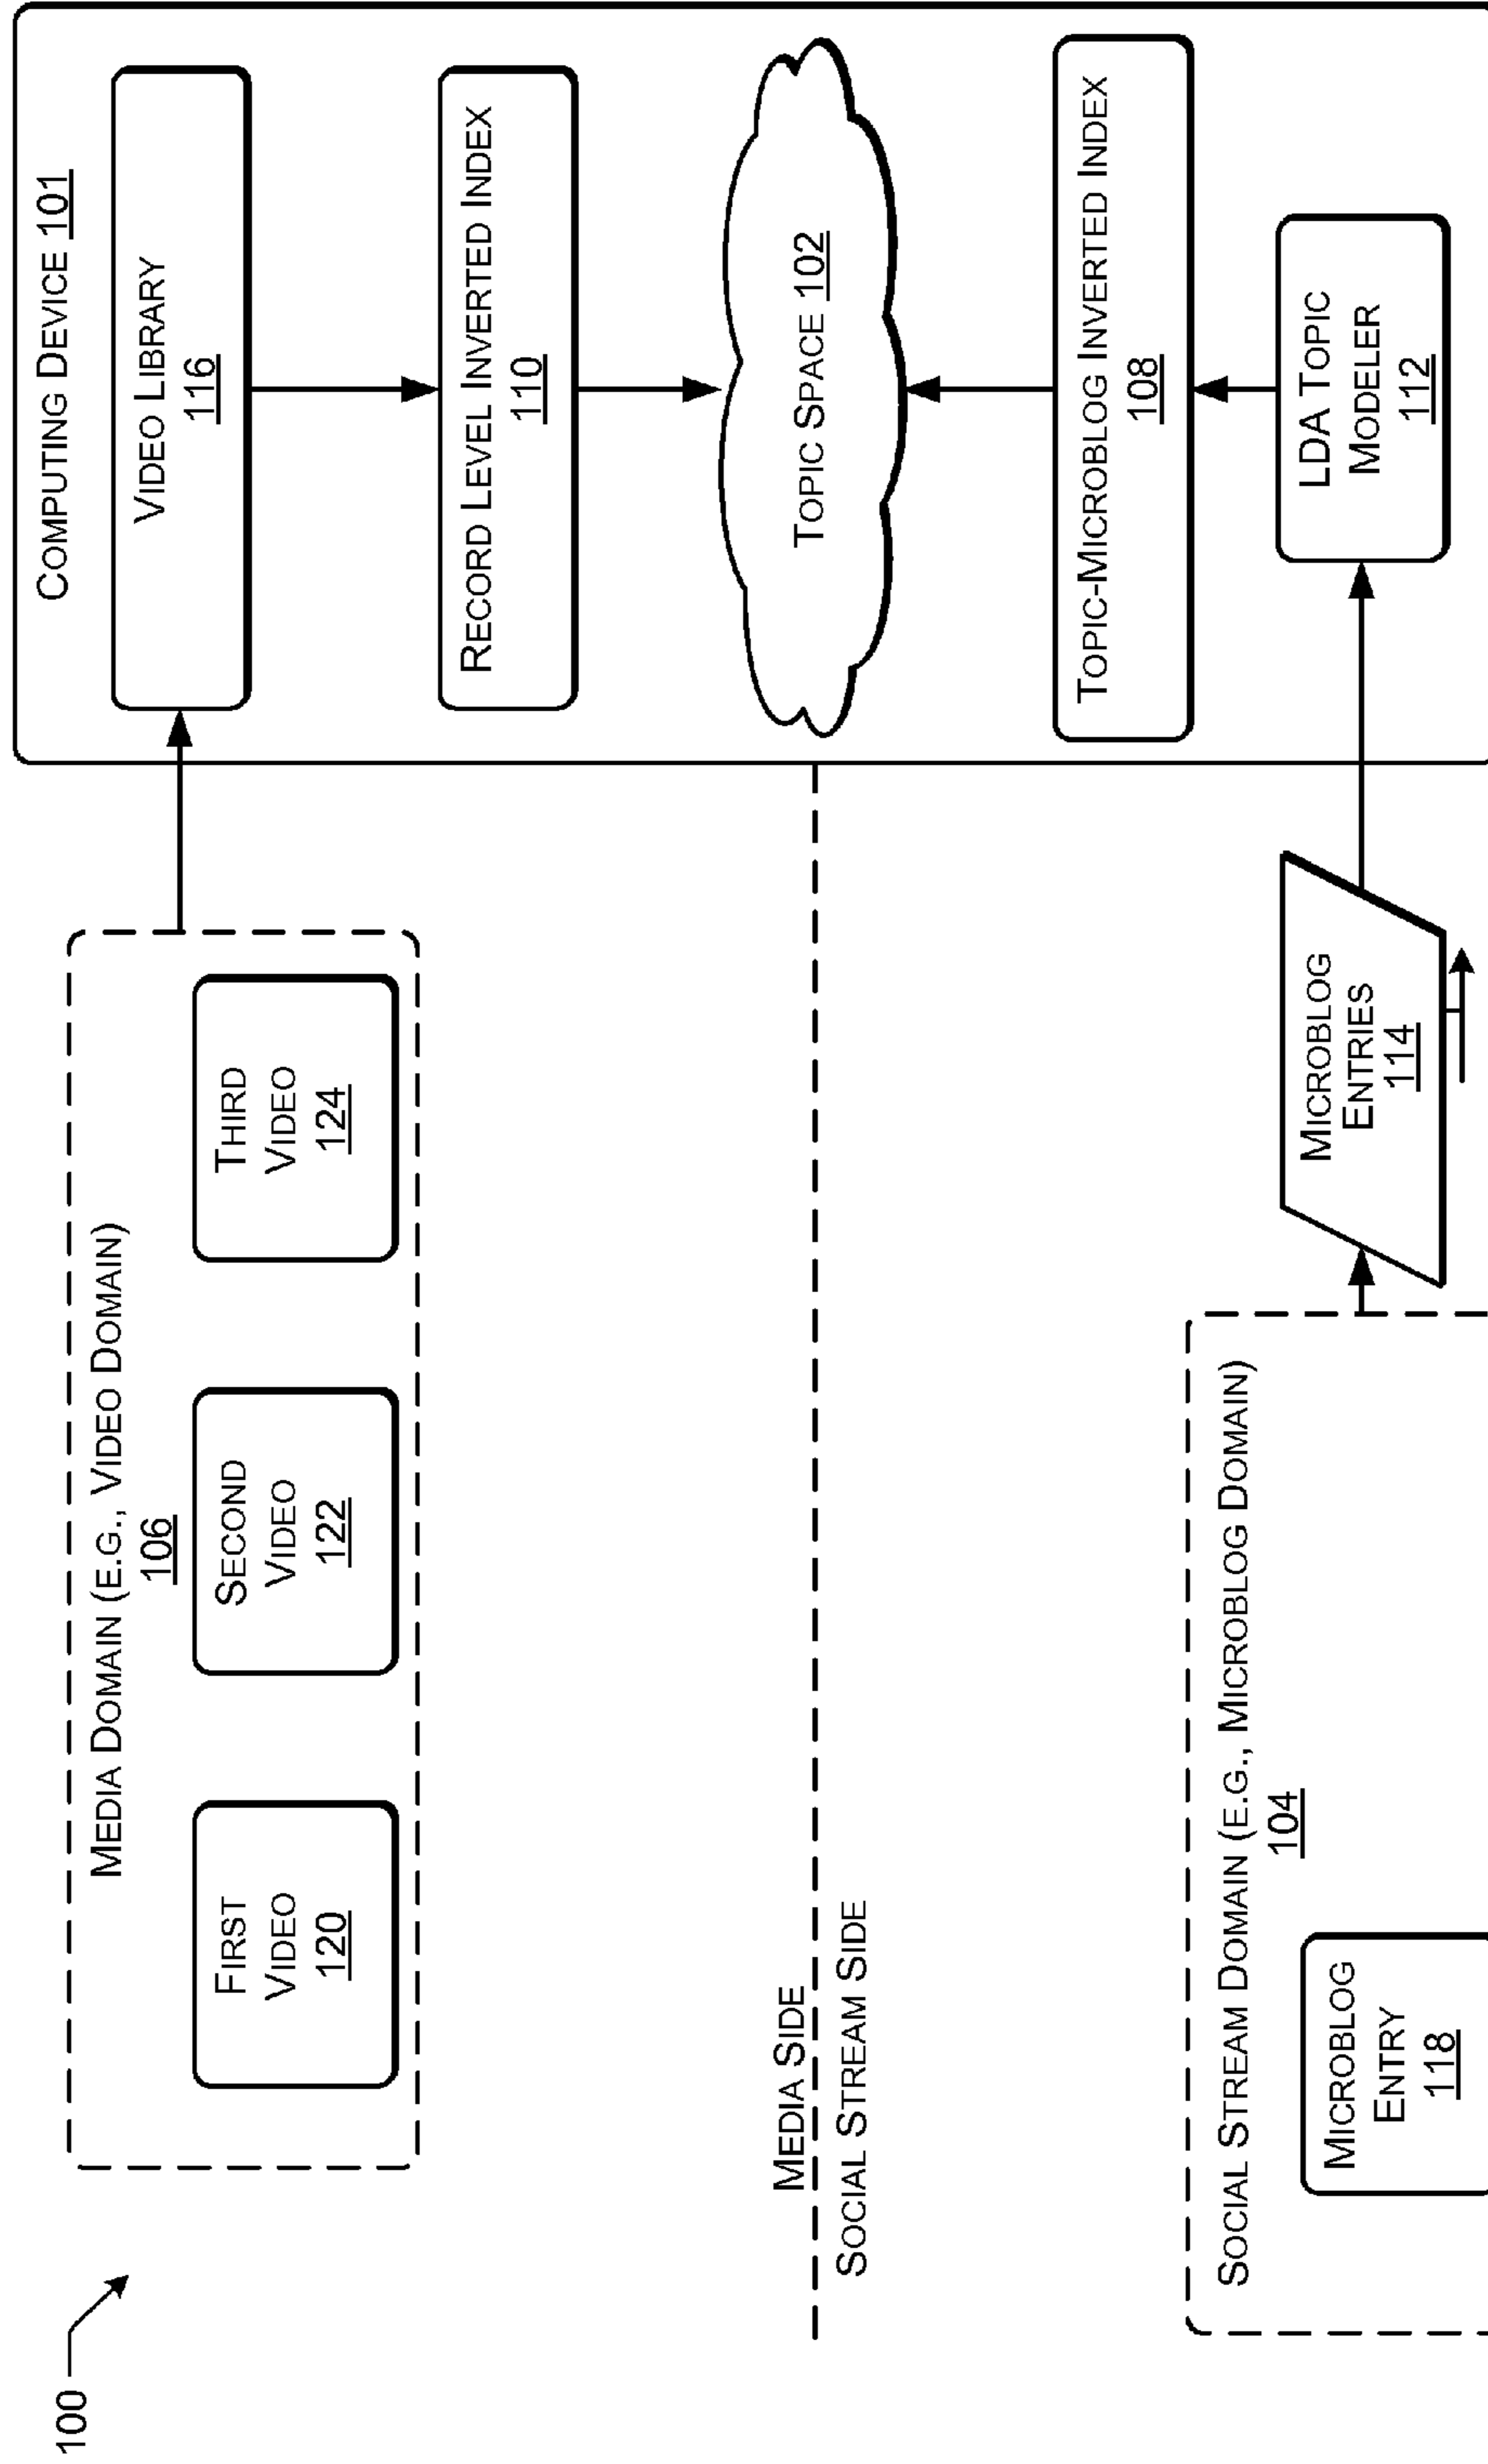 100
MEDIA DOMAIN (E.G., VIDEO DOMAIN)
106
FIRST
VIDEO
120
SECOND
VIDEO
122
THIRD
VIDEO
124
COMPUTING DEVICE 101
VIDEO LIBRARY
116
RECORD LEVEL INVERTED INDEX
110
TOPIC SPACE 102
MEDIA SIDE
SOCIAL STREAM SIDE
TOPIC-MICROBLOG INVERTED INDEX
108
LDA TOPIC
MODELER
112
SOCIAL STREAM DOMAIN (E.G., MICROBLOG DOMAIN)
104
MICROBLOG
ENTRY
118
MICROBLOG
ENTRIES
114